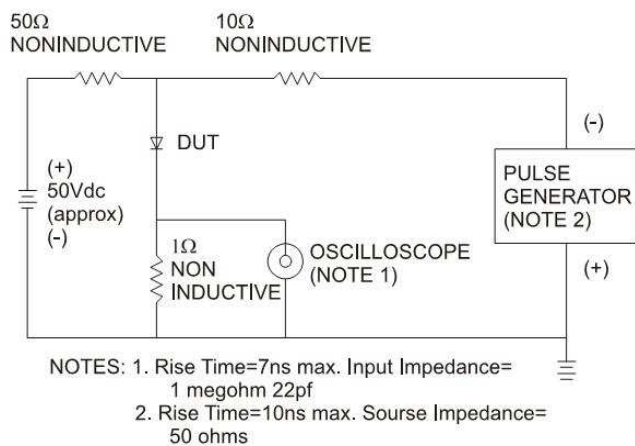 50Ω
NONINDUCTIVE
10Ω
NONINDUCTIVE
DUT
(+)
50Vdc
(approx)
(-)
1Ω
NON
INDUCTIVE
OSCILLOSCOPE
(NOTE 1)
(-)
PULSE
GENERATOR
(NOTE 2)
(+)
NOTES: 1. Rise Time=7ns max. Input Impedance=
1 megohm 22pf
2. Rise Time=10ns max. Sourse Impedance=
50 ohms